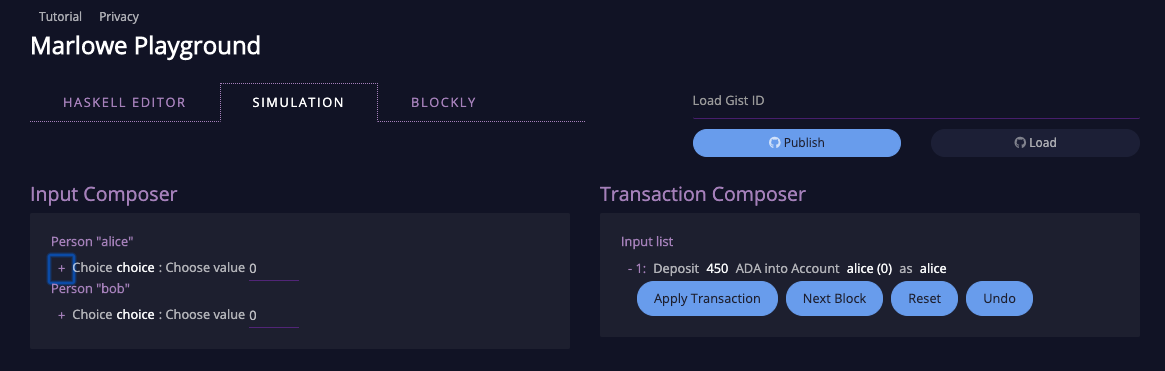 Tutorial Privacy
Marlowe Playground
HASKELL EDITOR SIMULATION BLOCKLY
Load Gist ID
Publish Load
Input Composer
Person "alice"
+ Choice choice : Choose value 0
Person "bob"
+ Choice choice : Choose value 0
Transaction Composer
Input list
- 1: Deposit 450 ADA into Account alice (0) as alice
Apply Transaction Next Block Reset Undo